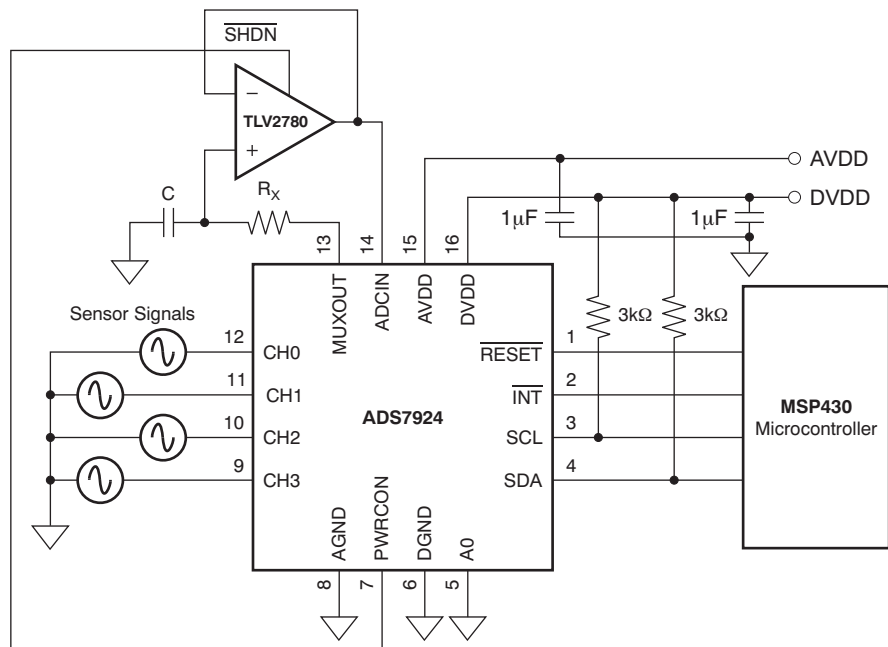 SHDN
−
TLV2780
+
AVDD
C
RX
DVDD
1μF
1μF
13
14
15
16
MUXOUT
ADCIN
AVDD
DVDD
3kΩ
3kΩ
Sensor Signals
12
CH0
RESET
1
11
CH1
INT
2
MSP430
Microcontroller
ADS7924
10
CH2
SCL
3
9
CH3
SDA
4
AGND
PWRCON
DGND
A0
8
7
6
5